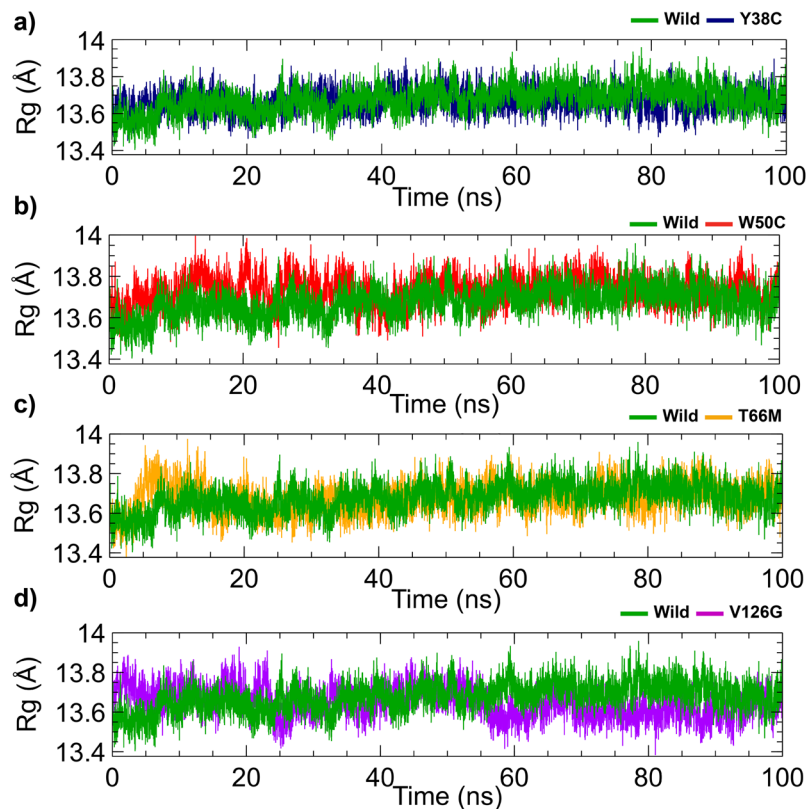 a)
Wild Y38C
Rg (Å)
14
13.8
13.6
13.4
0 20 40 60 80 100
Time (ns)
b)
Wild W50C
Rg (Å)
14
13.8
13.6
13.4
0 20 40 60 80 100
Time (ns)
c)
Wild T66M
Rg (Å)
14
13.8
13.6
13.4
0 20 40 60 80 100
Time (ns)
d)
Wild V126G
Rg (Å)
14
13.8
13.6
13.4
0 20 40 60 80 100
Time (ns)